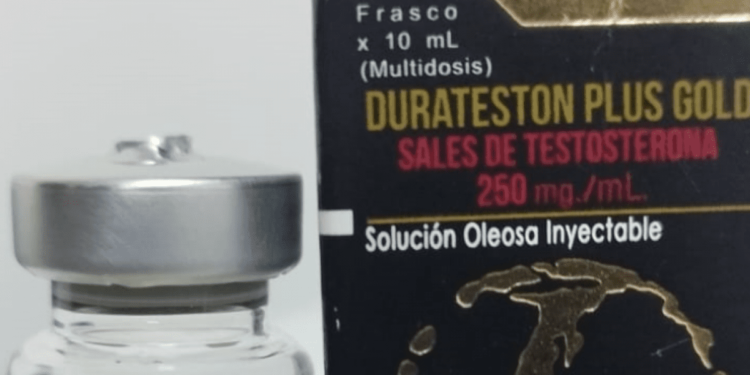 Frasco
x 10 mL
(Multidosis)
DURATESTON PLUS GOLD
SALES DE TESTOSTERONA
250 mg./mL.
Solución Oleosa Inyectable